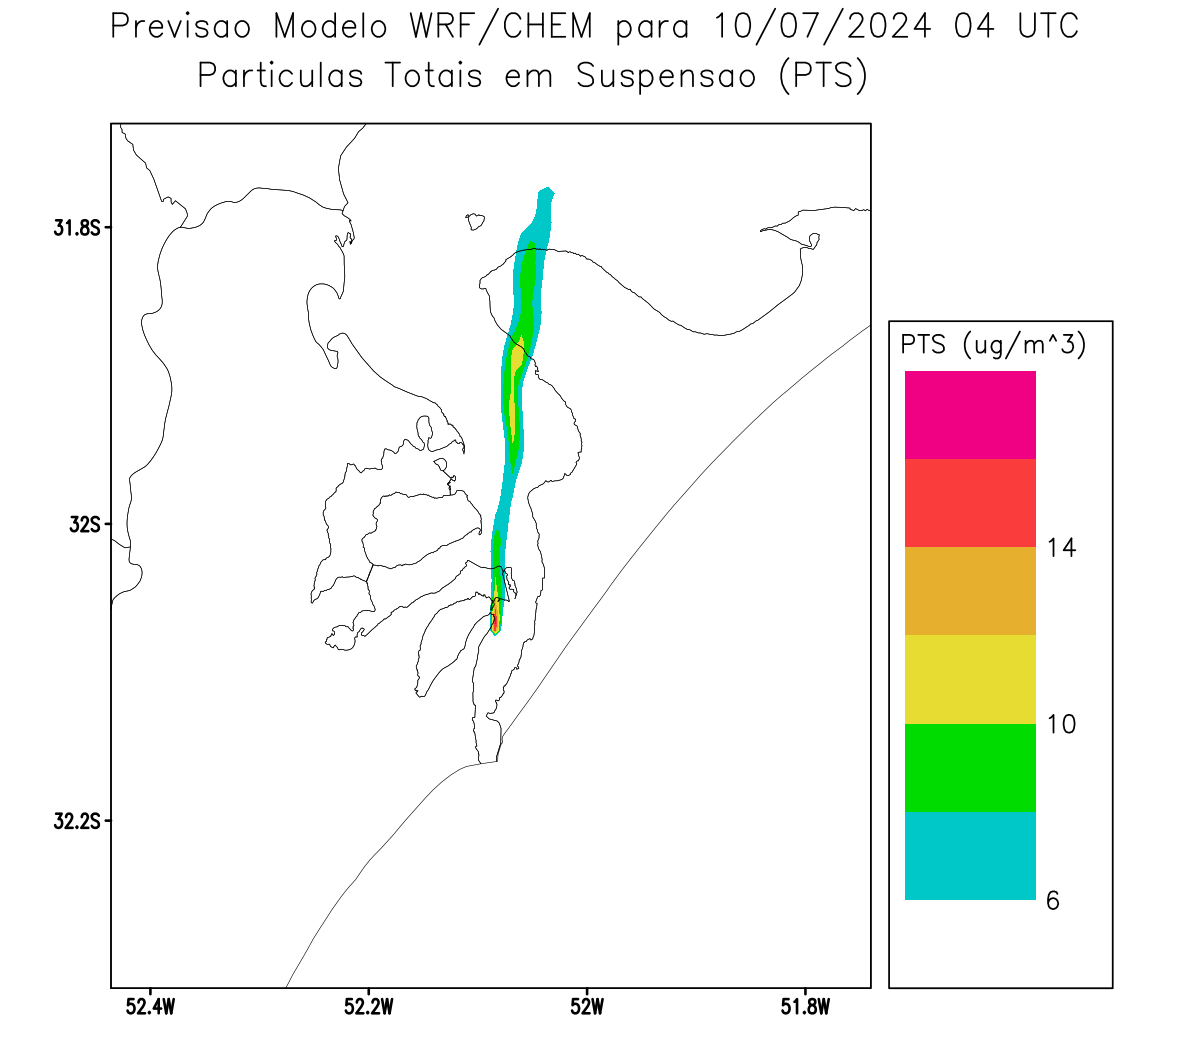 Previsao Modelo WRF/CHEM para 10/07/2024 04 UTC
Particulas Totais em Suspensao (PTS)
31.8S
32S
32.2S
52.4W
52.2W
52W
51.8W
PTS (ug/m^3)
14
10
6